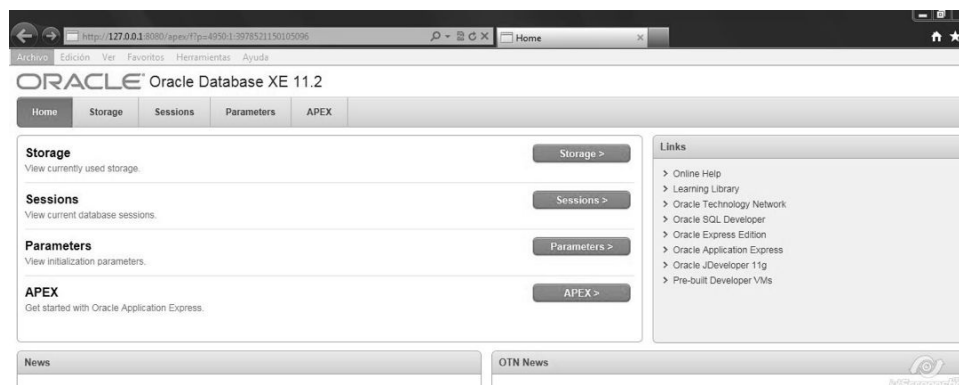 http://127.0.0.1:8080/apex/f?p=4950:1:3978521150105096
Home
Archivo Edición Ver Favoritos Herramientas Ayuda
ORACLE Oracle Database XE 11.2
Home Storage Sessions Parameters APEX
Storage
View currently used storage.
Storage >
Sessions
View current database sessions.
Sessions >
Parameters
View initialization parameters.
Parameters >
APEX
Get started with Oracle Application Express.
APEX >
Links
> Online Help
> Learning Library
> Oracle Technology Network
> Oracle SQL Developer
> Oracle Express Edition
> Oracle Application Express
> Oracle JDeveloper 11g
> Pre-built Developer VMs
News
OTN News